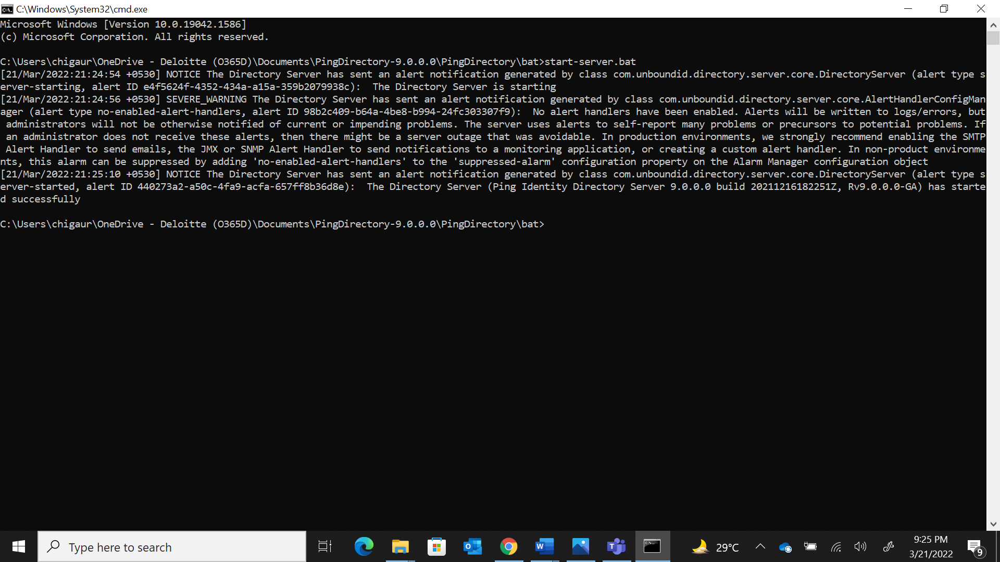 C:\Windows\System32\cmd.exe
Microsoft Windows [Version 10.0.19042.1586]
(c) Microsoft Corporation. All rights reserved.
C:\Users\chigaur\OneDrive - Deloitte (O365D)\Documents\PingDirectory-9.0.0.0\PingDirectory\bat>start-server.bat
[21/Mar/2022:21:24:54 +0530] NOTICE The Directory Server has sent an alert notification generated by class com.unboundid.directory.server.core.DirectoryServer (alert type s
erver-starting, alert ID e4f5624f-4352-434a-a15a-359b2079938c):  The Directory Server is starting
[21/Mar/2022:21:24:56 +0530] SEVERE_WARNING The Directory Server has sent an alert notification generated by class com.unboundid.directory.server.core.AlertHandlerConfigMan
ager (alert type no-enabled-alert-handlers, alert ID 98b2c409-b64a-4be8-b994-24fc303307f9):  No alert handlers have been enabled. Alerts will be written to logs/errors, but
 administrators will not be otherwise notified of current or impending problems. The server uses alerts to self-report many problems or precursors to potential problems. If
 an administrator does not receive these alerts, then there might be a server outage that was avoidable. In production environments, we strongly recommend enabling the SMTP
 Alert Handler to send emails, the JMX or SNMP Alert Handler to send notifications to a monitoring application, or creating a custom alert handler. In non-product environme
nts, this alarm can be suppressed by adding 'no-enabled-alert-handlers' to the 'suppressed-alarm' configuration property on the Alarm Manager configuration object
[21/Mar/2022:21:25:10 +0530] NOTICE The Directory Server has sent an alert notification generated by class com.unboundid.directory.server.core.DirectoryServer (alert type s
erver-started, alert ID 440273a2-a50c-4fa9-acfa-657ff8b36d8e):  The Directory Server (Ping Identity Directory Server 9.0.0.0 build 20211216182251Z, Rv9.0.0.0-GA) has starte
d successfully
C:\Users\chigaur\OneDrive - Deloitte (O365D)\Documents\PingDirectory-9.0.0.0\PingDirectory\bat>
Type here to search
29°C
9:25 PM
3/21/2022
9